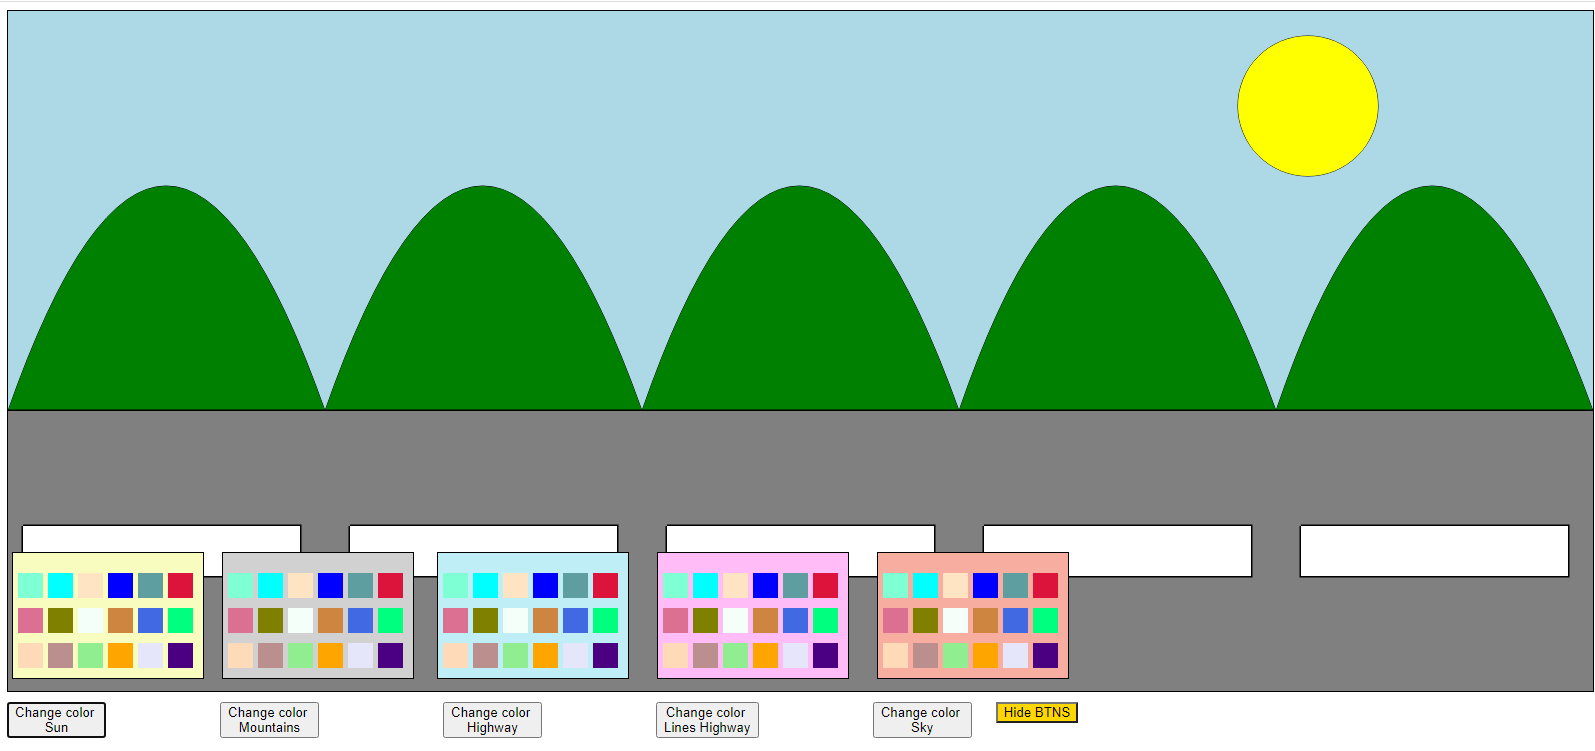 Change color
Sun
Change color
Mountains
Change color
Highway
Change color
Lines Highway
Change color
Sky
Hide BTNS